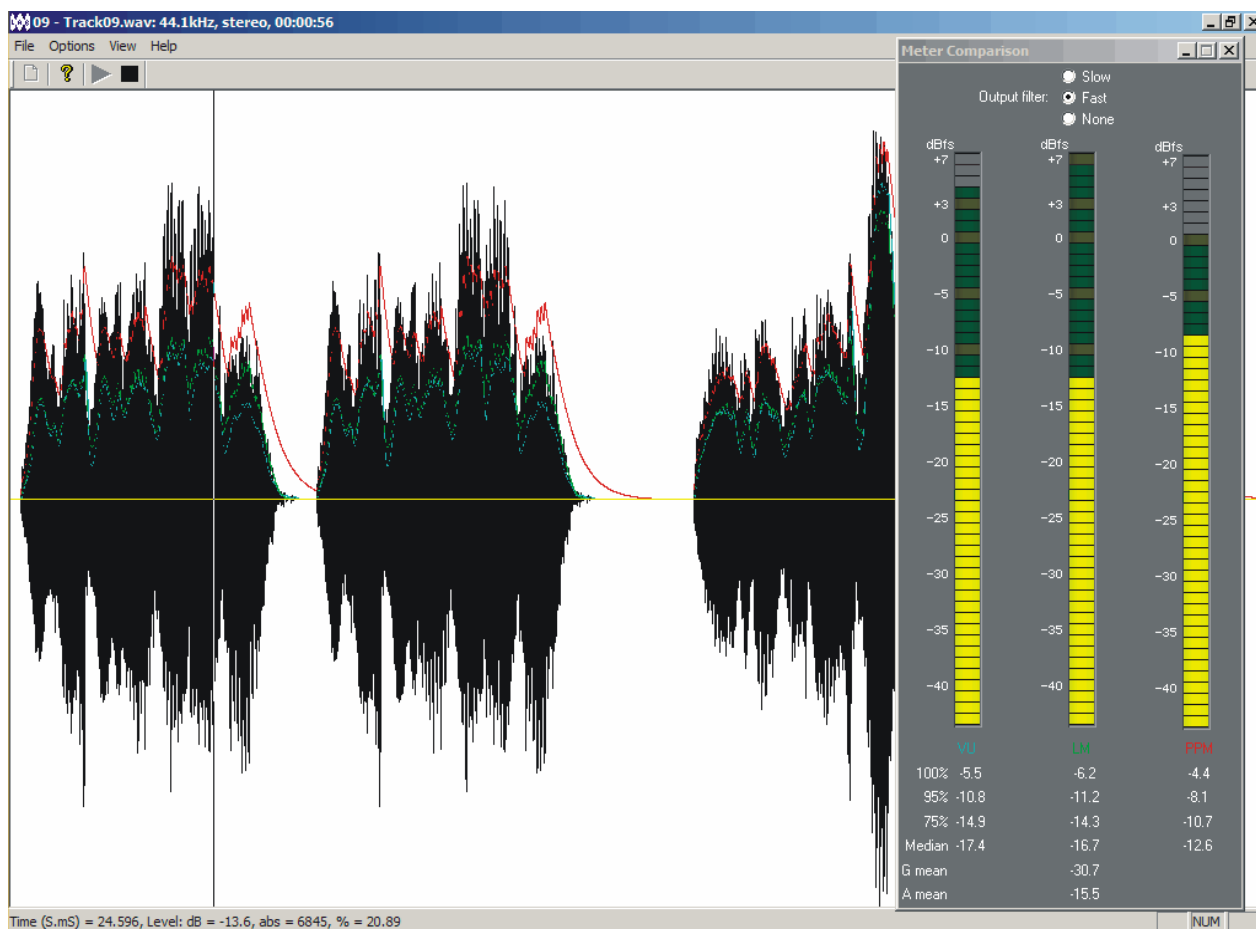 09 - Track09.wav: 44.1kHz, stereo, 00:00:56
File Options View Help
Meter Comparison
Slow
Output filter: Fast
None
dBfs dBfs dBfs
+7 +7 +7
+3 +3 +3
0 0 0
-5 -5 -5
-10 -10 -10
-15 -15 -15
-20 -20 -20
-25 -25 -25
-30 -30 -30
-35 -35 -35
-40 -40 -40
VU LM PPM
100% -5.5 -6.2 -4.4
95% -10.8 -11.2 -8.1
75% -14.9 -14.3 -10.7
Median -17.4 -16.7 -12.6
G mean -30.7
A mean -15.5
Time (S.mS) = 24.596, Level: dB = -13.6, abs = 6845, % = 20.89
NUM